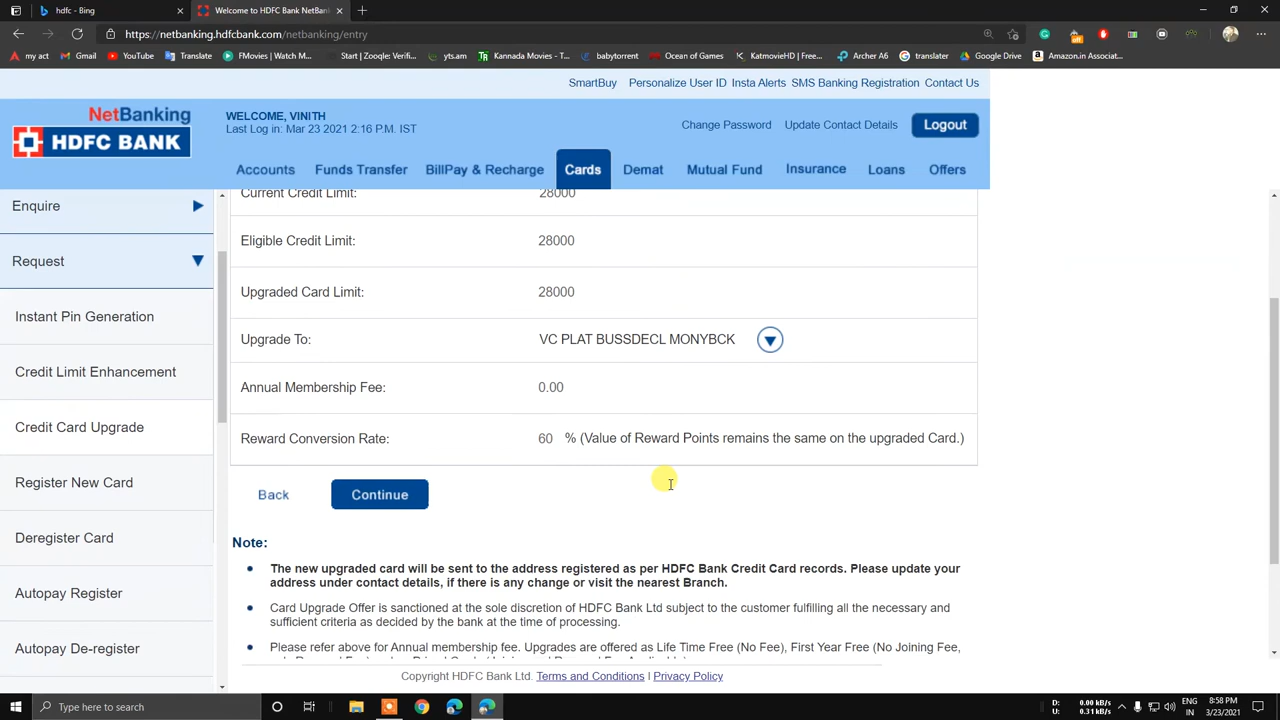 hdfc - Bing
Welcome to HDFC Bank NetBanki
https://netbanking.hdfcbank.com/netbanking/entry
my act
Gmail
YouTube
Translate
FMovies | Watch M...
Start | Zooqle: Verifi...
yts.am
Kannada Movies - T...
babytorrent
Ocean of Games
KatmovieHD | Free...
Archer A6
translater
Google Drive
Amazon.in Associat...
SmartBuy Personalize User ID Insta Alerts SMS Banking Registration Contact Us
NetBanking
HDFC BANK
WELCOME, VINITH
Last Log in: Mar 23 2021 2:16 P.M. IST
Change Password Update Contact Details Logout
Accounts Funds Transfer BillPay & Recharge Cards Demat Mutual Fund Insurance Loans Offers
Enquire
Request
Instant Pin Generation
Credit Limit Enhancement
Credit Card Upgrade
Register New Card
Deregister Card
Autopay Register
Autopay De-register
Current Credit Limit: 28000
Eligible Credit Limit: 28000
Upgraded Card Limit: 28000
Upgrade To: VC PLAT BUSSDECL MONYBCK
Annual Membership Fee: 0.00
Reward Conversion Rate: 60 % (Value of Reward Points remains the same on the upgraded Card.)
Back Continue
Note:
The new upgraded card will be sent to the address registered as per HDFC Bank Credit Card records. Please update your
address under contact details, if there is any change or visit the nearest Branch.
Card Upgrade Offer is sanctioned at the sole discretion of HDFC Bank Ltd subject to the customer fulfilling all the necessary and
sufficient criteria as decided by the bank at the time of processing.
Please refer above for Annual membership fee. Upgrades are offered as Life Time Free (No Fee), First Year Free (No Joining Fee,
Copyright HDFC Bank Ltd. Terms and Conditions | Privacy Policy
Type here to search
D: 0.00 kB/s
U: 0.31 kB/s
ENG
IN
8:58 PM
3/23/2021